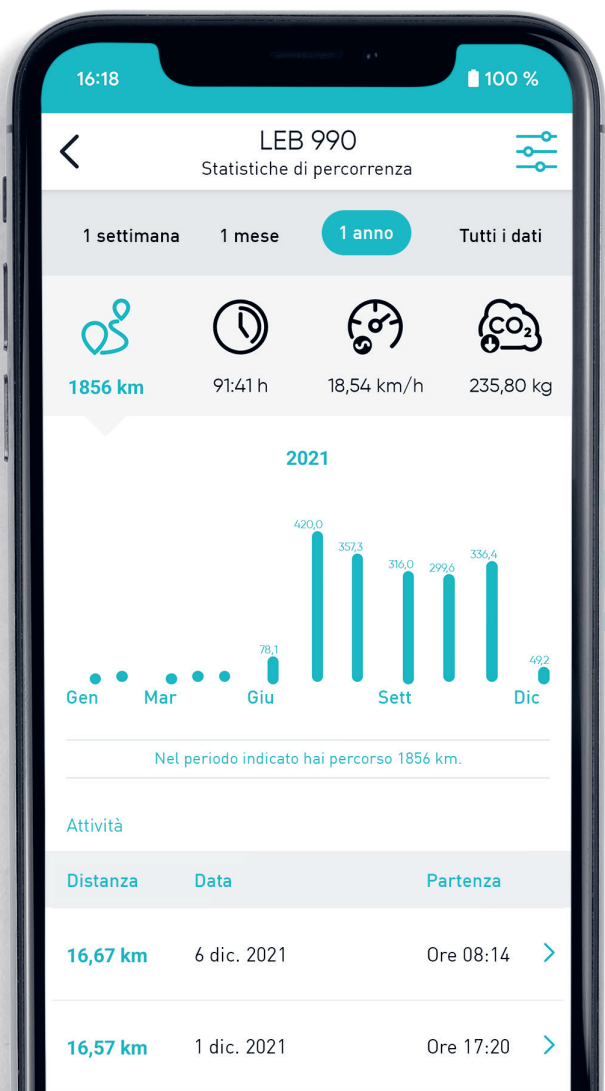 16:18 100 %
LEB 990
Statistiche di percorrenza
1 settimana 1 mese 1 anno Tutti i dati
CO2
1856 km 91:41 h 18,54 km/h 235,80 kg
2021
420,0
357,3
336,4
316,0 299,6
78,1
49,2
Gen Mar Giu Sett Dic
Nel periodo indicato hai percorso 1856 km.
Attività
Distanza Data Partenza
16,67 km 6 dic. 2021 Ore 08:14
16,57 km 1 dic. 2021 Ore 17:20